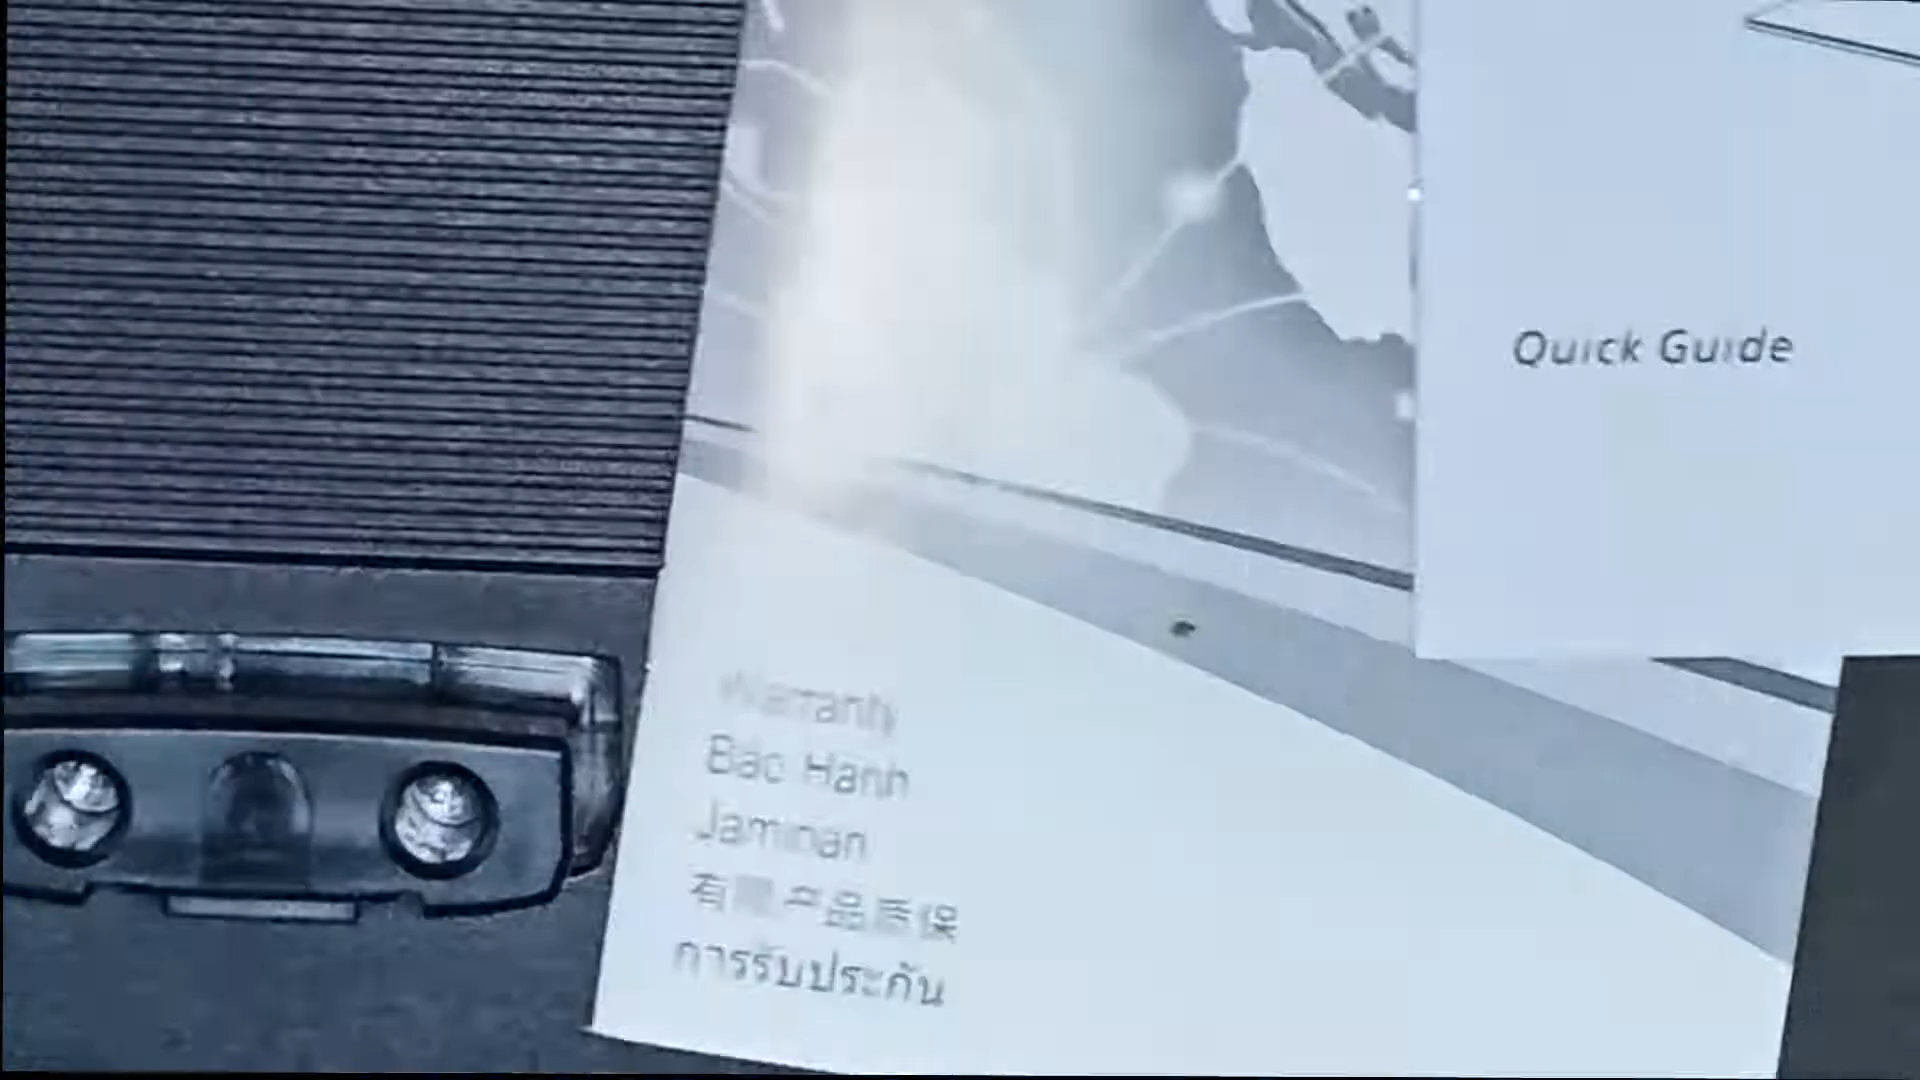 Quick Guide
Warranty
Bảo Hành
Jaminan
有限产品质保
การรับประกัน